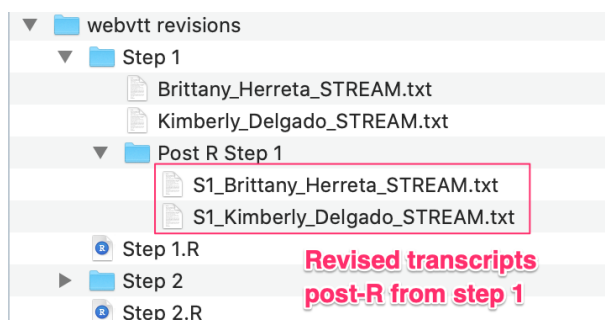 webvtt revisions
Step 1
Brittany_Herreta_STREAM.txt
Kimberly_Delgado_STREAM.txt
Post R Step 1
S1_Brittany_Herreta_STREAM.txt
S1_Kimberly_Delgado_STREAM.txt
Step 1.R
Revised transcripts
Step 2
post-R from step 1
Step 2.R